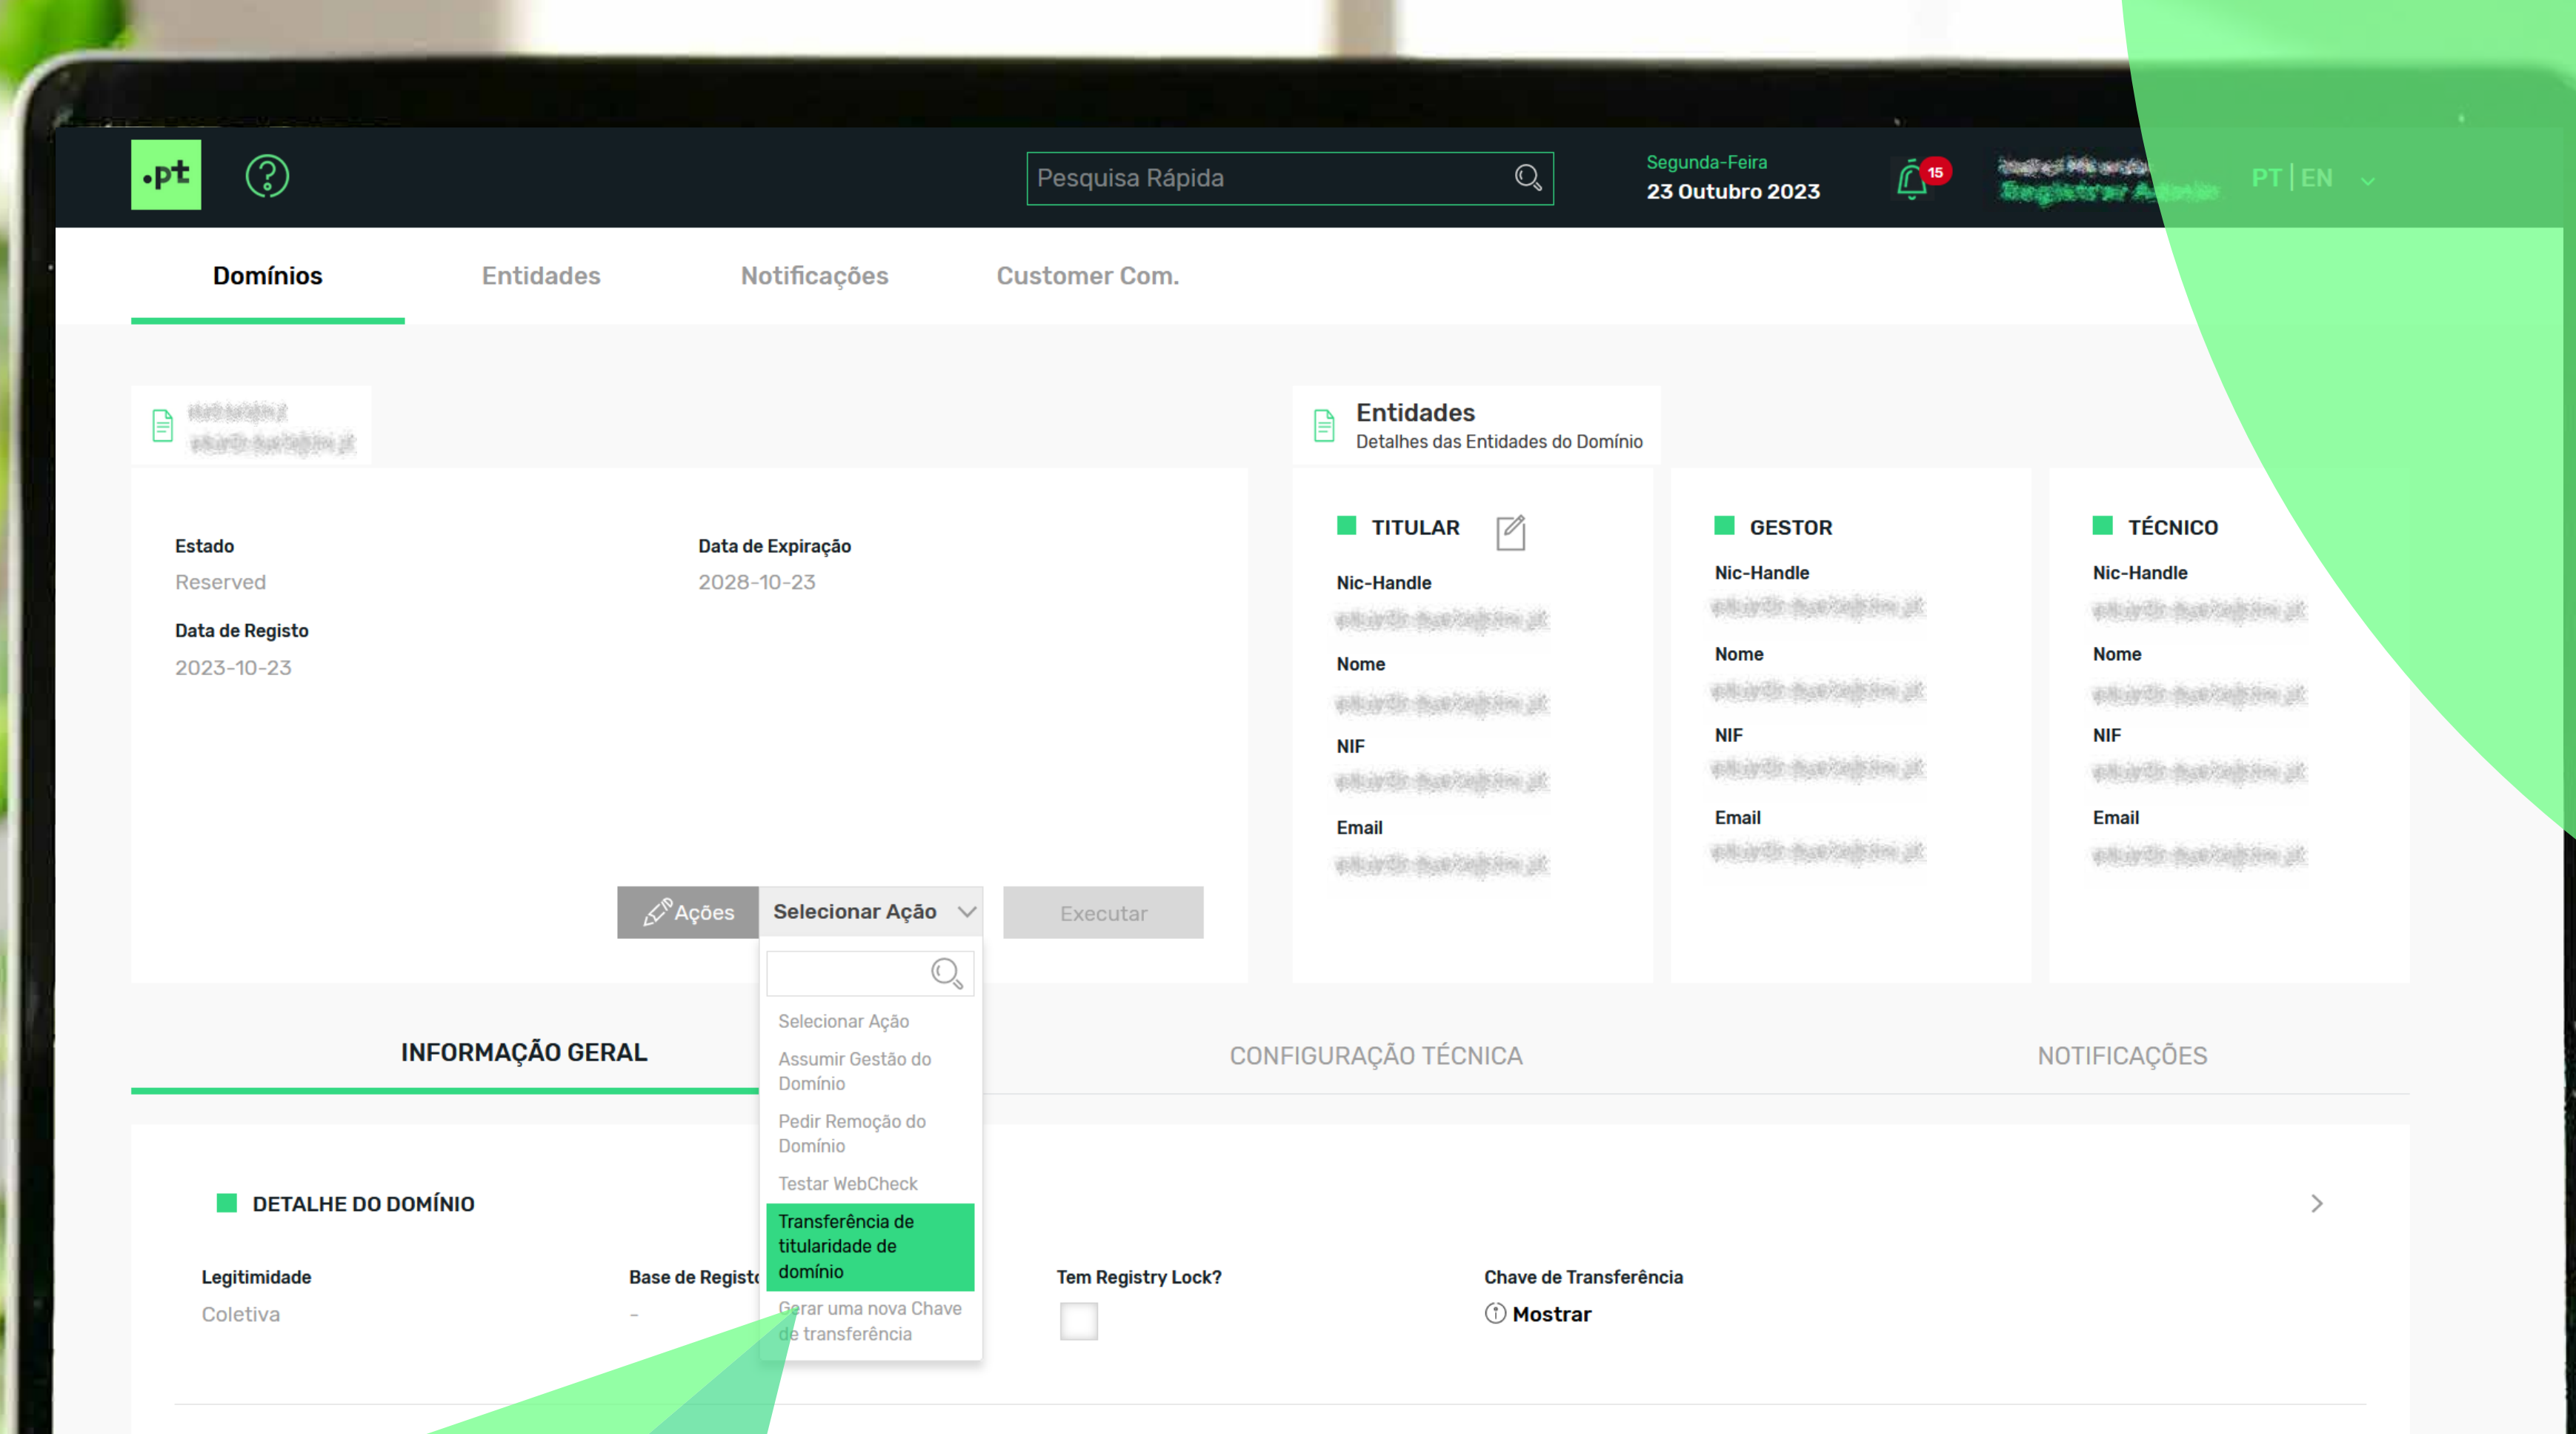 .pt
Pesquisa Rápida
Segunda-Feira
23 Outubro 2023
15
PT | EN
Domínios
Entidades
Notificações
Customer Com.
Entidades
Detalhes das Entidades do Domínio
Estado
Reserved
Data de Expiração
2028-10-23
Data de Registo
2023-10-23
TITULAR
Nic-Handle
Nome
NIF
Email
GESTOR
Nic-Handle
Nome
NIF
Email
TÉCNICO
Nic-Handle
Nome
NIF
Email
Ações
Selecionar Ação
Executar
Selecionar Ação
Assumir Gestão do
Domínio
Pedir Remoção do
Domínio
Testar WebCheck
Transferência de
titularidade de
domínio
Gerar uma nova Chave
de transferência
INFORMAÇÃO GERAL
CONFIGURAÇÃO TÉCNICA
NOTIFICAÇÕES
DETALHE DO DOMÍNIO
Legitimidade
Coletiva
Base de Registo
-
Tem Registry Lock?
Chave de Transferência
Mostrar